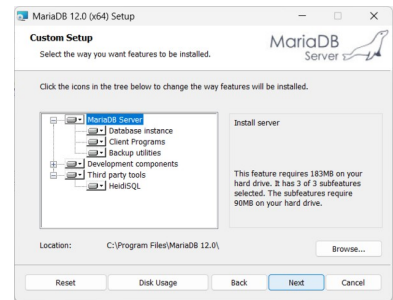 MariaDB 12.0 (x64) Setup
Custom Setup
Select the way you want features to be installed.
MariaDB
Server
Click the icons in the tree below to change the way features will be installed.
MariaDB Server
Database instance
Client Programs
Backup utilities
Development components
Third party tools
HeidiSQL
Install server
This feature requires 183MB on your
hard drive. It has 3 of 3 subfeatures
selected. The subfeatures require
90MB on your hard drive.
Location: C:\Program Files\MariaDB 12.0\
Browse...
Reset Disk Usage Back Next Cancel